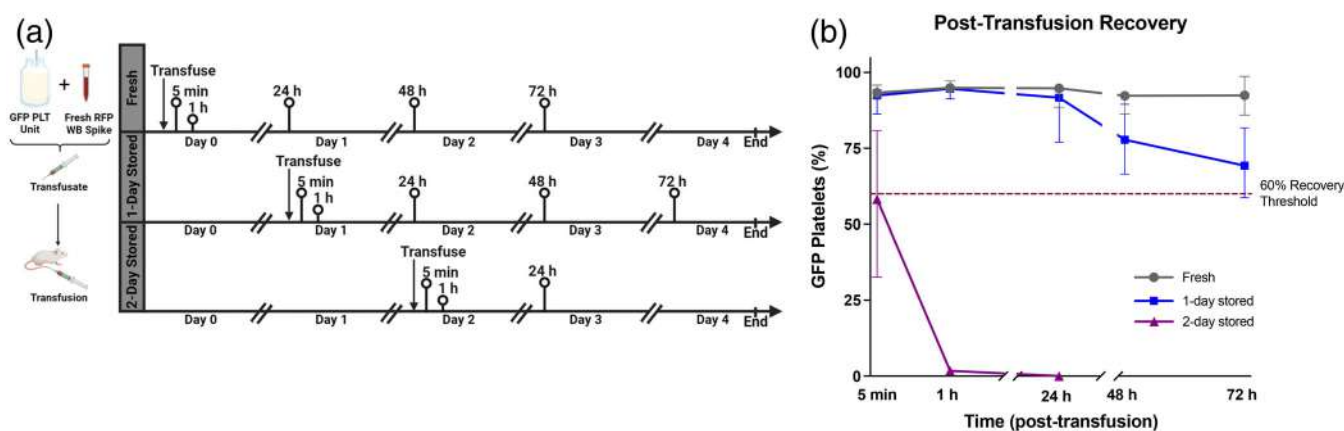 (a)
GFP PLT
Unit
+
Fresh RFP
WB Spike
Transfusate
Transfusion
Fresh
Transfuse
5 min
1 h
24 h
48 h
72 h
Day 0
Day 1
Day 2
Day 3
Day 4
End
1-Day Stored
Transfuse
5 min
1 h
24 h
48 h
72 h
Day 0
Day 1
Day 2
Day 3
Day 4
End
2-Day Stored
Transfuse
5 min
1 h
24 h
Day 0
Day 1
Day 2
Day 3
Day 4
End
(b)
Post-Transfusion Recovery
GFP Platelets (%)
100
75
50
25
0
60% Recovery
Threshold
Fresh
1-day stored
2-day stored
5 min
1 h
24 h
48 h
72 h
Time (post-transfusion)